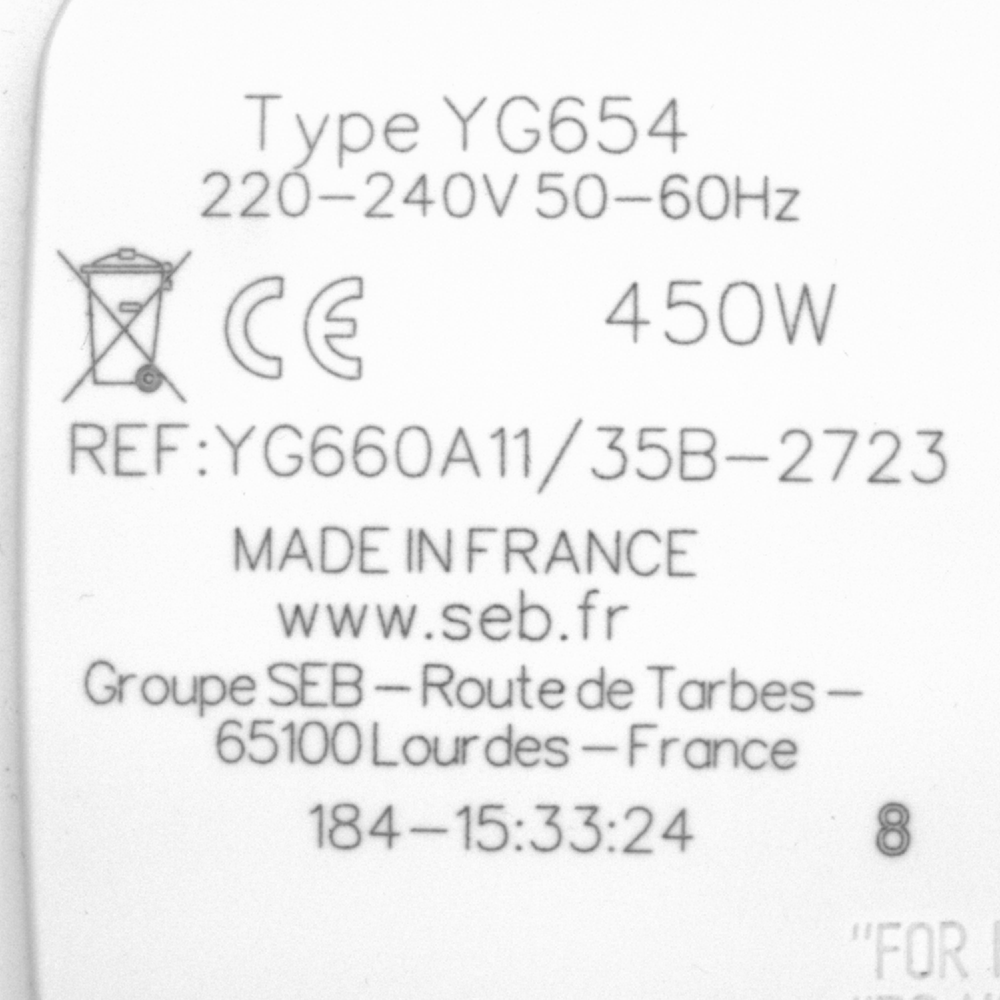 Type YG654
220-240V 50-60Hz
CE 450W
REF:YG660A11/35B-2723
MADE IN FRANCE
www.seb.fr
Groupe SEB - Route de Tarbes -
65100 Lourdes - France
184-15:33:24 8
"FOR